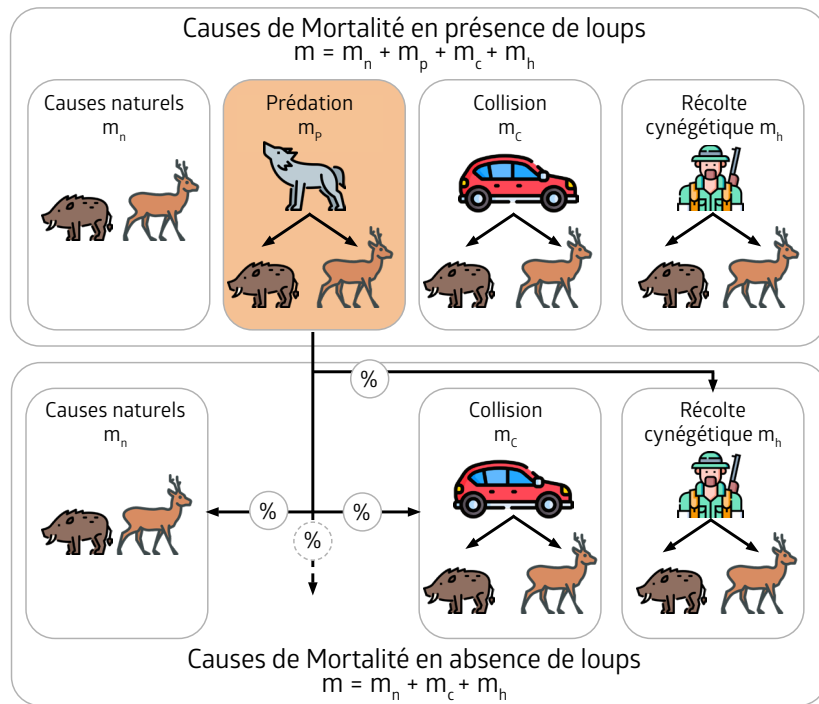 Causes de Mortalité en présence de loups
m = mn + mp + mc + mh
Causes naturels
mn
Prédation
mP
Collision
mC
Récolte
cynégétique mh
%
Causes naturels
mn
Collision
mC
Récolte
cynégétique mh
%
%
%
Causes de Mortalité en absence de loups
m = mn + mc + mh